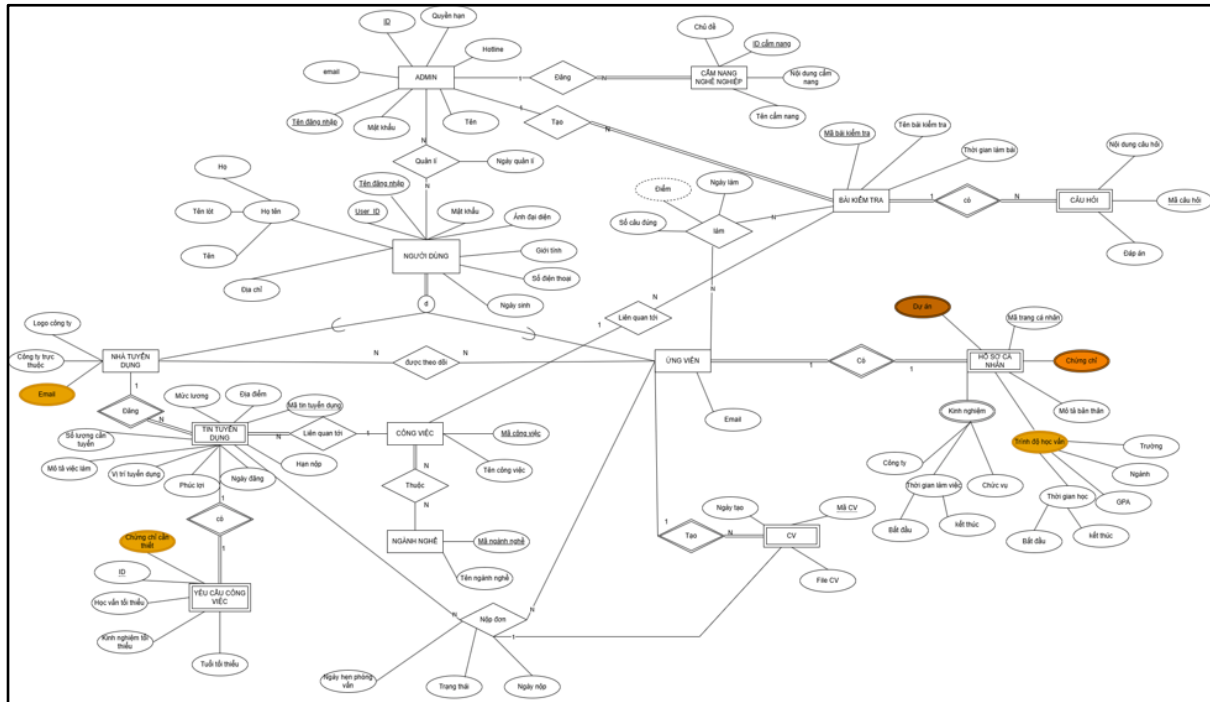 Quyền hạn
ID
Chủ đề
ID cẩm nang
Hotline
email
ADMIN
1
Đăng
N
CẨM NANG
NGHỀ NGHIỆP
Nội dung cẩm
nang
Tên đăng nhập
Mật khẩu
Tên
1
Tạo
N
Tên cẩm nang
Mã bài kiểm tra
Tên bài kiểm tra
Thời gian làm bài
Nội dung câu hỏi
N
Quản lí
Ngày quản lí
N
Họ
Tên lót
Họ tên
Tên
Địa chỉ
Tên đăng nhập
User_ID
Mật khẩu
Ảnh đại diện
Giới tính
Số điện thoại
Ngày sinh
NGƯỜI DÙNG
d
Điểm
Ngày làm
Số câu đúng
làm
N
N
BÀI KIỂM TRA
1
có
N
CÂU HỎI
Mã câu hỏi
Đáp án
N
Liên quan tới
1
Logo công ty
Công ty trực
thuộc
Email
NHÀ TUYỂN
DỤNG
N
được theo dõi
N
ỨNG VIÊN
Email
1
Có
1
HỒ SƠ CÁ
NHÂN
Dự án
Mã trang cá nhân
Chứng chỉ
Mô tả bản thân
Kinh nghiệm
Trình độ học vấn
Công ty
Thời gian làm việc
Chức vụ
Bắt đầu
kết thúc
Trường
Ngành
GPA
Thời gian học
Bắt đầu
kết thúc
1
Đăng
N
Mức lương
Địa điểm
Mã tin tuyển dụng
TIN TUYỂN
DỤNG
N
Liên quan tới
1
CÔNG VIỆC
Mã công việc
Tên công việc
Số lượng cần
tuyển
Mô tả việc làm
Vị trí tuyển dụng
Phúc lợi
Ngày đăng
Hạn nộp
N
Thuộc
N
NGÀNH NGHỀ
Mã ngành nghề
Tên ngành nghề
1
có
1
Chứng chỉ cần
thiết
ID
Học vấn tối thiểu
Kinh nghiệm tối
thiểu
Tuổi tối thiểu
YÊU CẦU CÔNG
VIỆC
1
Tạo
N
CV
Ngày tạo
Mã CV
File CV
N
Nộp đơn
N
1
Ngày hẹn phỏng
vấn
Trạng thái
Ngày nộp